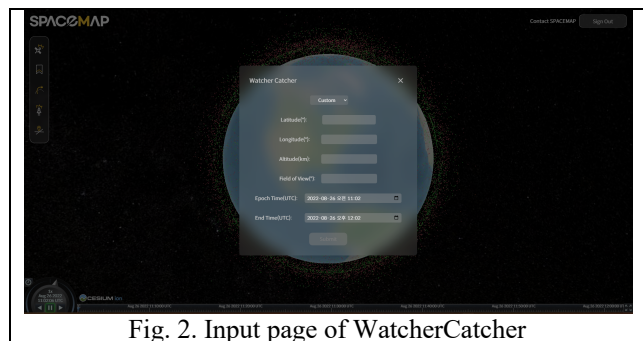 SPACEMAP
Contact SPACEMAP
Sign Out
Watcher Catcher
Custom
Latitude(°):
Longitude(°):
Altitude(km):
Field of View(°):
Epoch Time(UTC): 2022-08-26 오전 11:02
End Time(UTC): 2022-08-26 오후 12:02
CESIUM ion
Fig. 2. Input page of WatcherCatcher